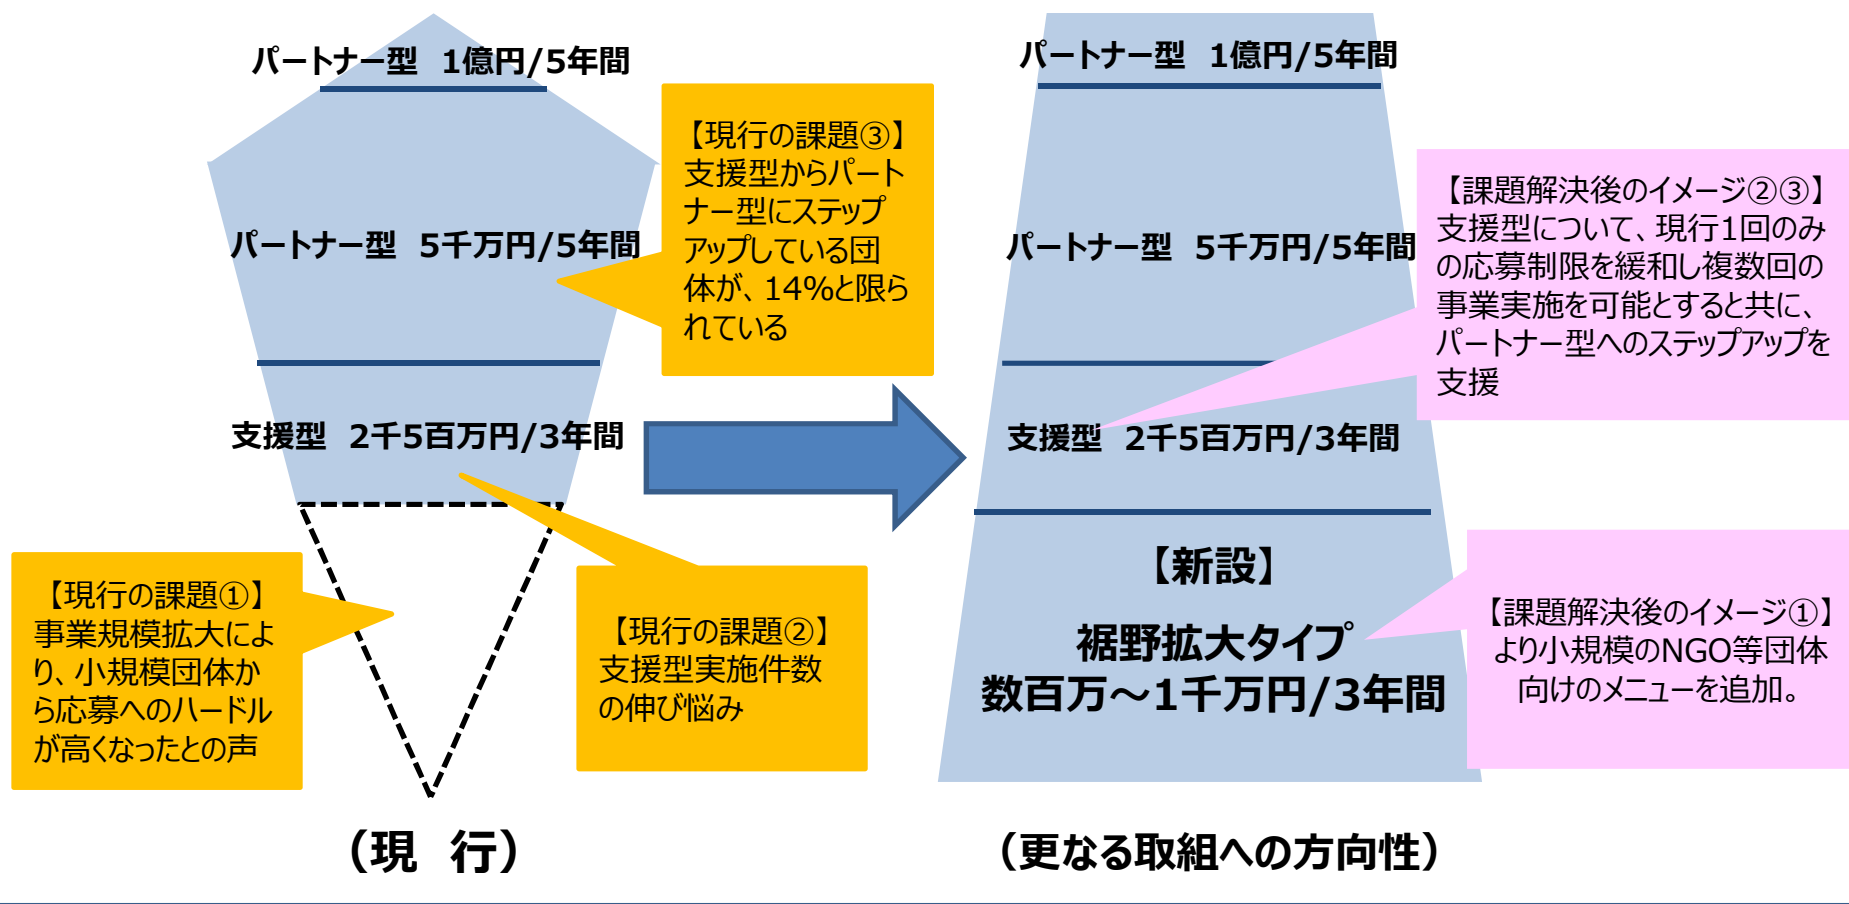 パートナー型　1億円/5年間
パートナー型　5千万円/5年間
支援型　2千5百万円/3年間
【現行の課題③】
支援型からパート
ナー型にステップ
アップしている団
体が、14%と限ら
れている
【現行の課題①】
事業規模拡大によ
り、小規模団体か
ら応募へのハードル
が高くなったとの声
【現行の課題②】
支援型実施件数
の伸び悩み
（現　行）
パートナー型　1億円/5年間
パートナー型　5千万円/5年間
支援型　2千5百万円/3年間
【新設】
裾野拡大タイプ
数百万～1千万円/3年間
【課題解決後のイメージ②③】
支援型について、現行1回のみ
の応募制限を緩和し複数回の
事業実施を可能とすると共に、
パートナー型へのステップアップを
支援
【課題解決後のイメージ①】
より小規模のNGO等団体
向けのメニューを追加。
（更なる取組への方向性）